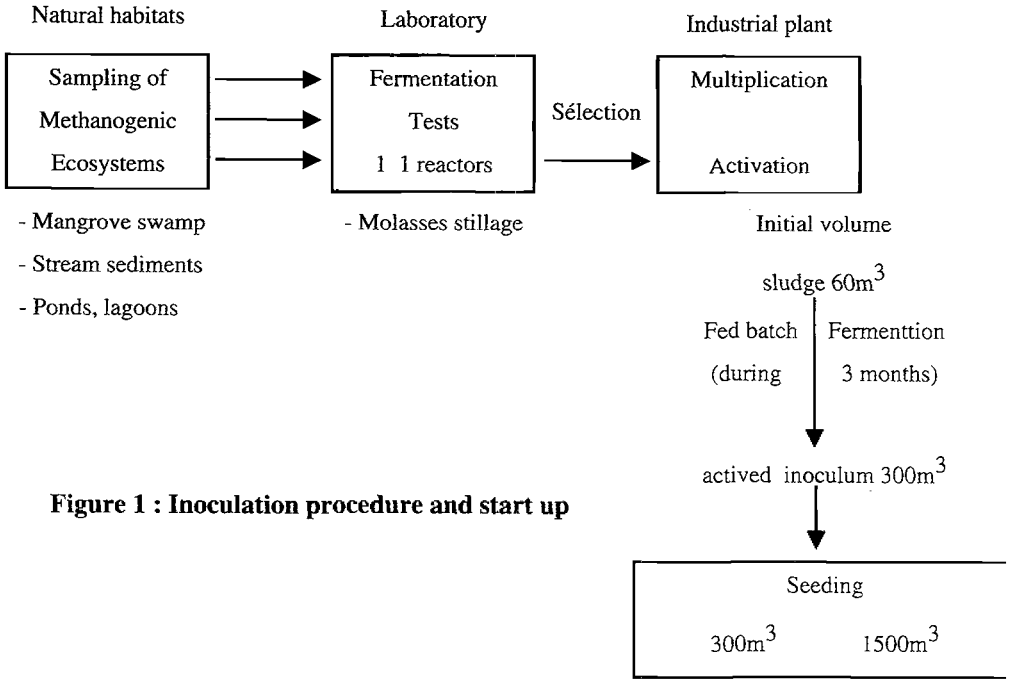 Natural habitats
Laboratory
Industrial plant
Sampling of
Methanogenic
Ecosystems
Fermentation
Tests
1 1 reactors
Sélection
Multiplication
Activation
- Mangrove swamp
- Stream sediments
- Ponds, lagoons
- Molasses stillage
Initial volume
sludge 60m³
Fed batch Fermenttion
(during 3 months)
actived inoculum 300m³
Figure 1 : Inoculation procedure and start up
Seeding
300m³ 1500m³